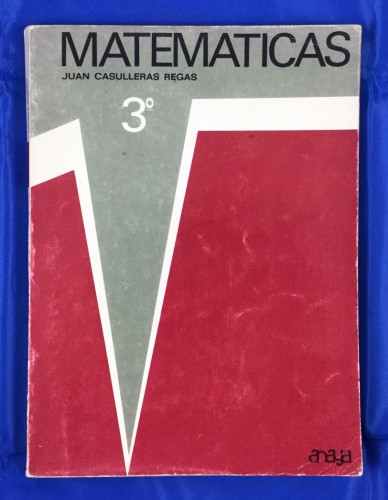 MATEMATICAS
JUAN CASULLERAS REGAS
3º
anaya